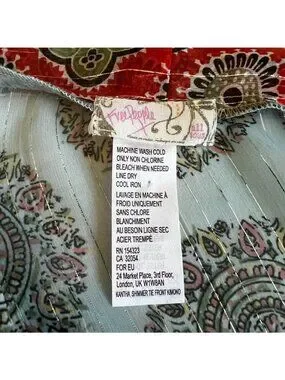 Free People
all
MACHINE WASH COLD
ONLY NON CHLORINE
BLEACH WHEN NEEDED
LINE DRY
COOL IRON
LAVAGE EN MACHINE À
FROID UNIQUEMENT
SANS CHLORE
BLANCHIMENT
AU BESOIN LIGNE SEC
ACIER TREMPÉ
RN 154323
CA 32054
FOR EU
24 Market Place, 3rd Floor,
London, UK W1W8AN
KANTHA SHIMMER TIE FRONT KIMONO